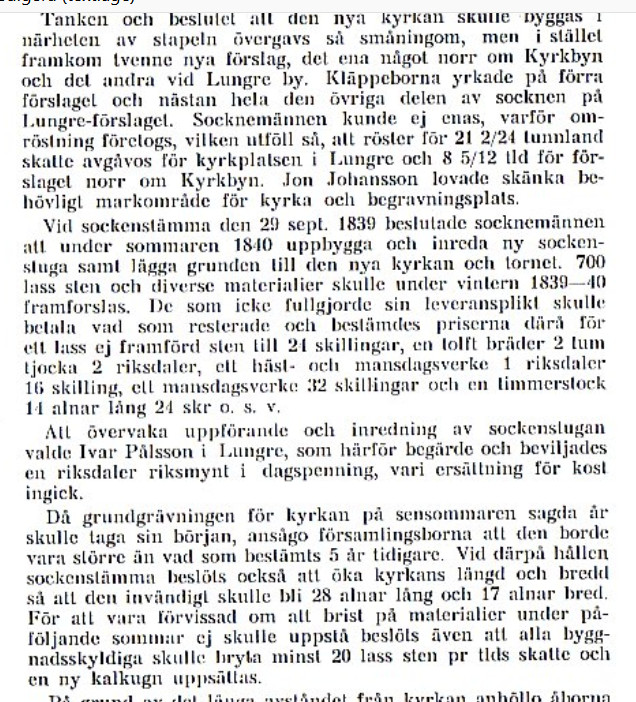 Tanken och beslutet att den nya kyrkan skulle byggas i
närheten av stapeln övergavs så småningom, men i stället
framkom tvenne nya förslag, det ena något norr om Kyrkbyn
och det andra vid Lungre by. Kläppeborna yrkade på förra
förslaget och nästan hela den övriga delen av socknen på
Lungre-förslaget. Socknemännen kunde ej enas, varför om-
röstning företogs, vilken utföll så, att röster för 21 2/24 tunnland
skatte avgåvos för kyrkplatsen i Lungre och 8 5/12 tld för för-
slaget norr om Kyrkbyn. Jon Johansson lovade skänka be-
hövligt markområde för kyrka och begravningsplats.
Vid sockenstämma den 29 sept. 1839 beslutade socknemännen
att under sommaren 1840 uppbygga och inreda ny socken-
stuga samt lägga grunden till den nya kyrkan och tornet. 700
lass sten och diverse materialier skulle under vintern 1839—40
framforslas. De som icke fullgjorde sin leveransplikt skulle
betala vad som resterade och bestämdes priserna därå för
ett lass ej framförd sten till 24 skillingar, en tolft bräder 2 tum
tjocka 2 riksdaler, ett häst- och mansdagsverke 1 riksdaler
16 skilling, ett mansdagsverke 32 skillingar och en timmerstock
14 alnar lång 24 skr o. s. v.
Att övervaka uppförande och inredning av sockenstugan
valde Ivar Pålsson i Lungre, som härför begärde och beviljades
en riksdaler riksmynt i dagspenning, vari ersättning för kost
ingick.
Då grundgrävningen för kyrkan på sensommaren sagda år
skulle taga sin början, ansågo församlingsborna att den borde
vara större än vad som bestämts 5 år tidigare. Vid därpå hållen
sockenstämma beslöts också att öka kyrkans längd och bredd
så att den invändigt skulle bli 28 alnar lång och 17 alnar bred.
För att vara förvissad om att brist på materialier under på-
följande sommar ej skulle uppstå beslöts även att alla bygg-
nadsskyldiga skulle bryta minst 20 lass sten pr tlds skatte och
en ny kalkugn uppsättas.
På grund av det långa avståndet från kyrkan anhöllo åborna